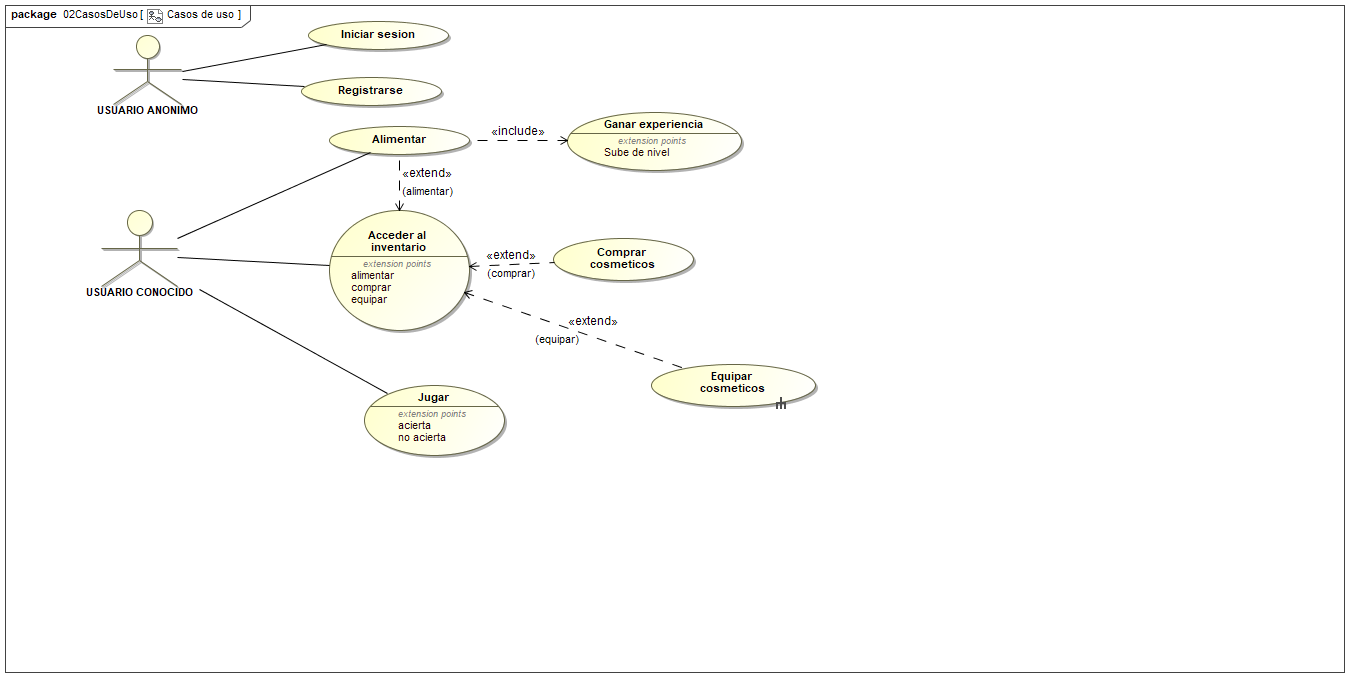 package 02CasosDeUso [ Casos de uso ]
Iniciar sesion
Registrarse
USUARIO ANONIMO
Alimentar
«include»
Ganar experiencia
extension points
Sube de nivel
«extend»
(alimentar)
Acceder al
inventario
extension points
alimentar
comprar
equipar
«extend»
(comprar)
Comprar
cosmeticos
USUARIO CONOCIDO
«extend»
(equipar)
Equipar
cosmeticos
Jugar
extension points
acierta
no acierta